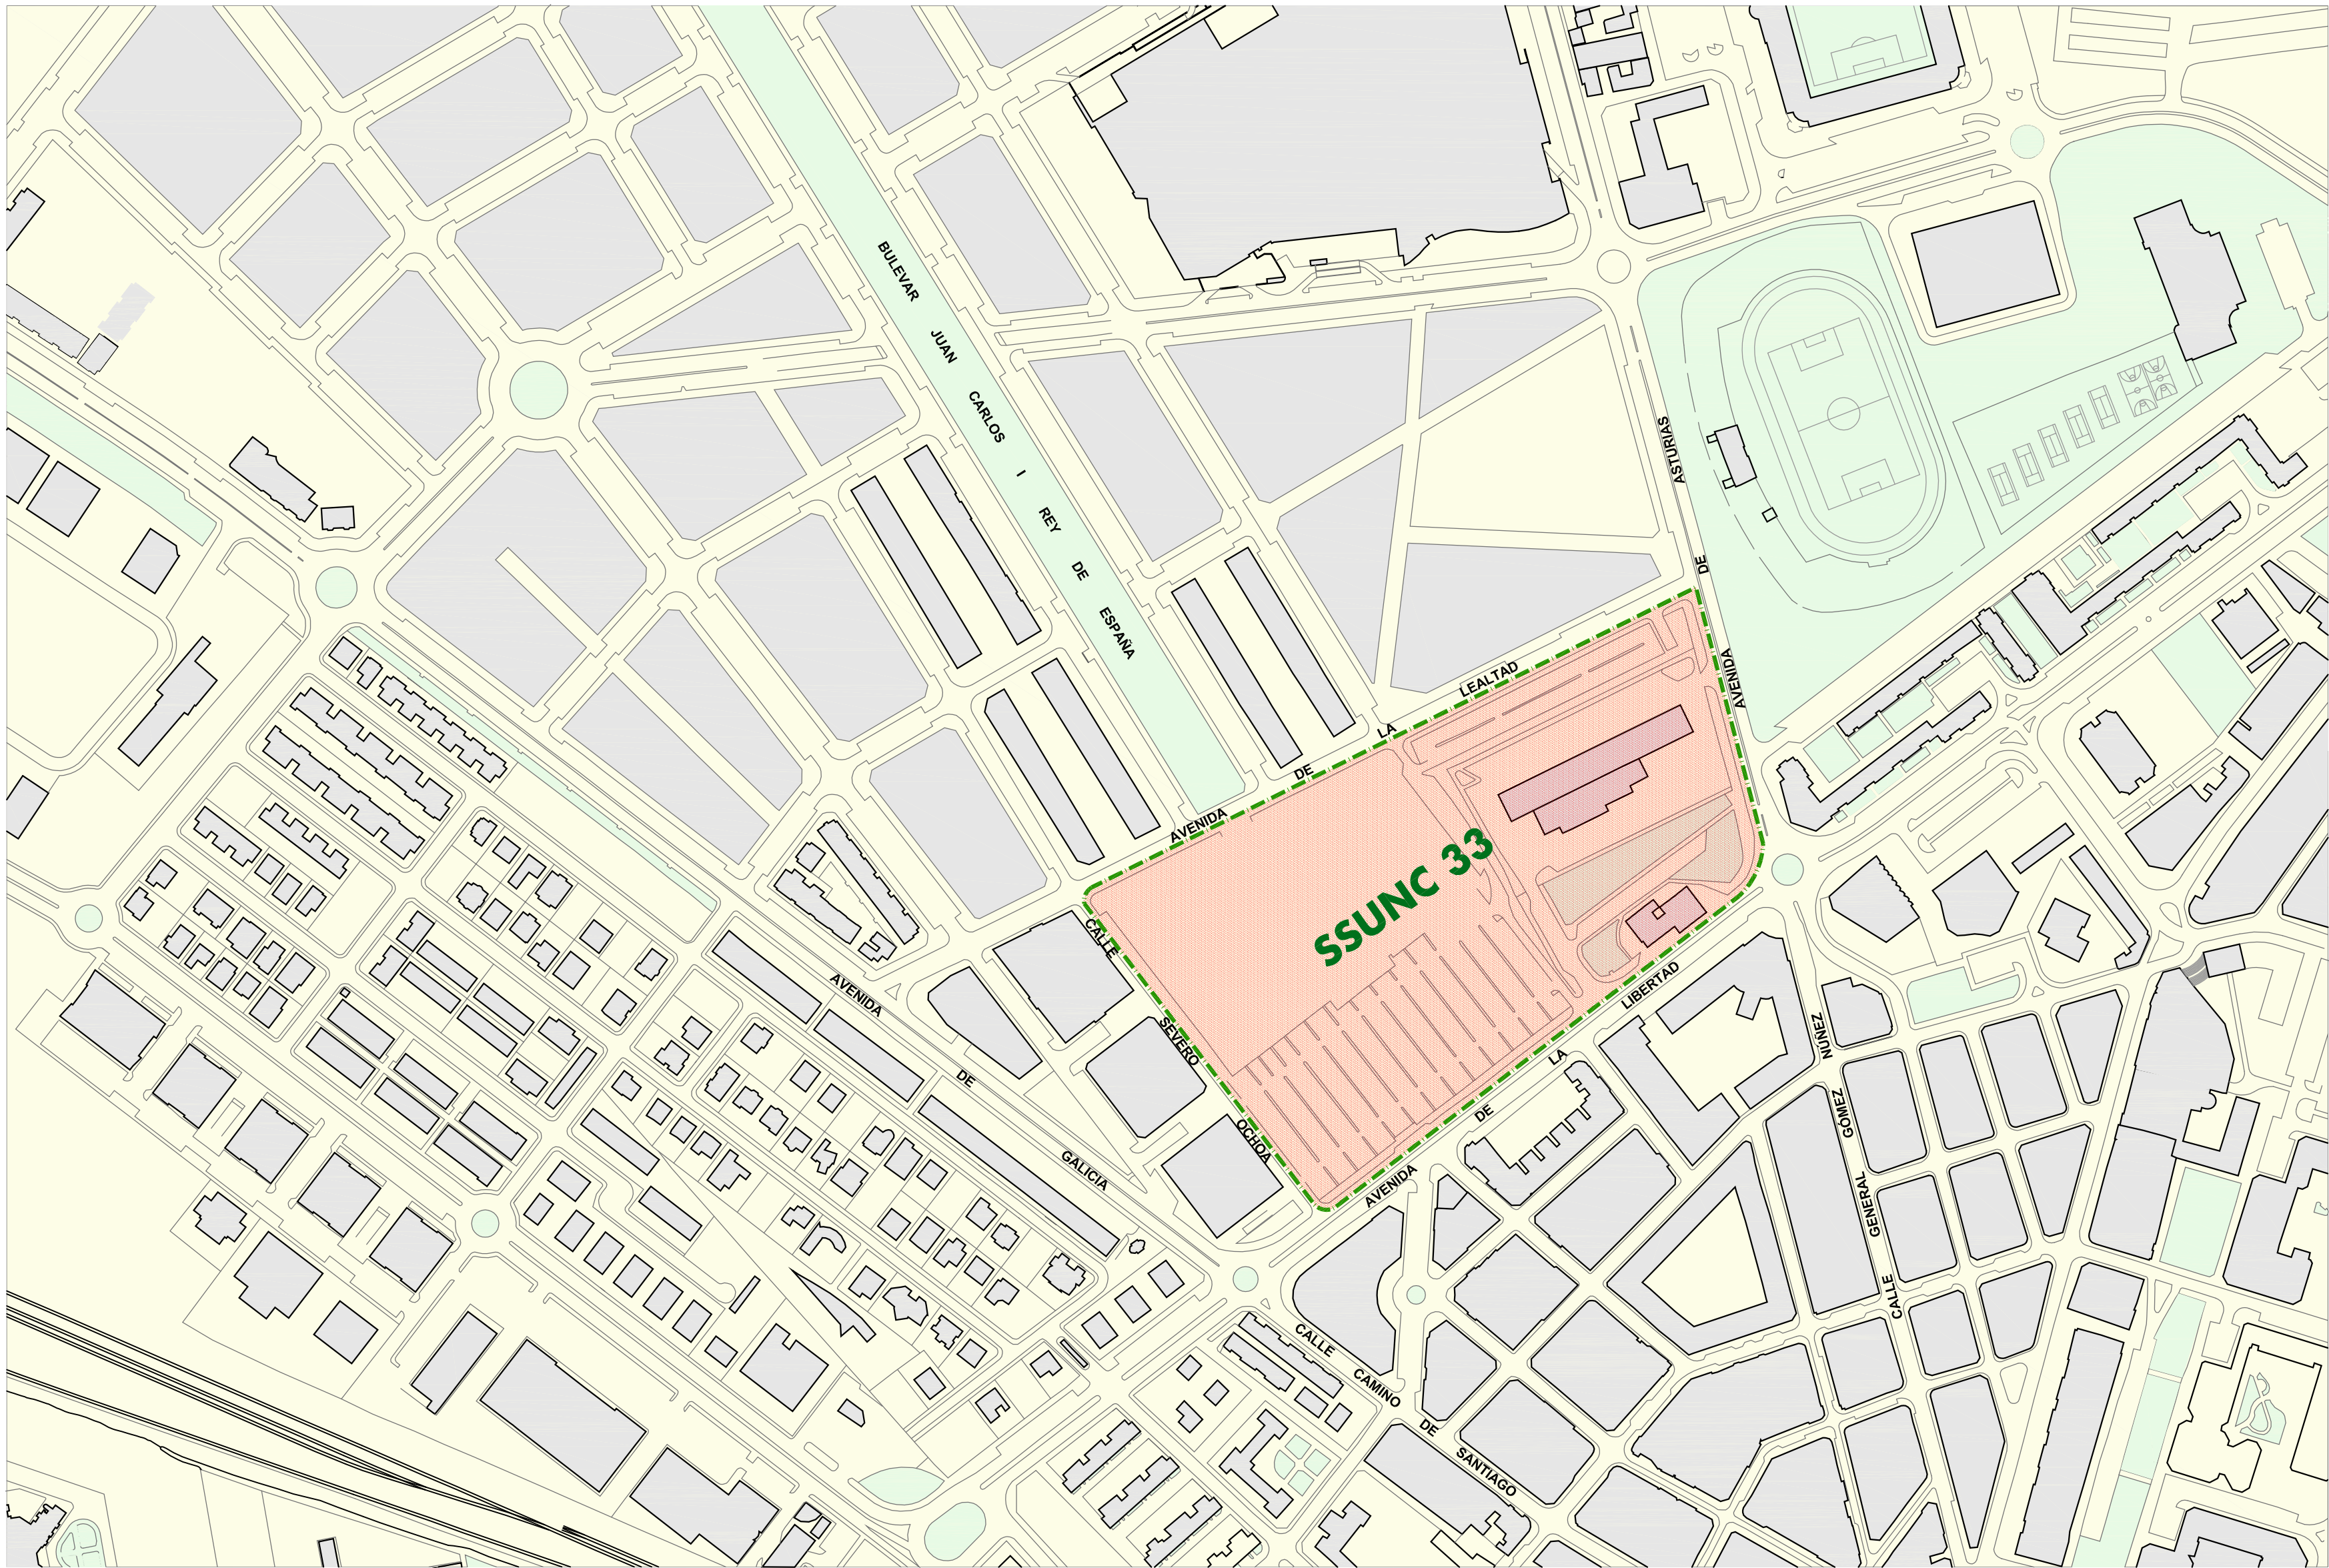 BULEVAR JUAN CARLOS I REY DE ESPAÑA
AVENIDA DE ASTURIAS
AVENIDA DE LA LEALTAD
SSUNC 33
CALLE SEVERO OCHOA
AVENIDA DE LA LIBERTAD
AVENIDA DE GALICIA
CALLE GENERAL GÓMEZ NUÑEZ
CALLE CAMINO DE SANTIAGO